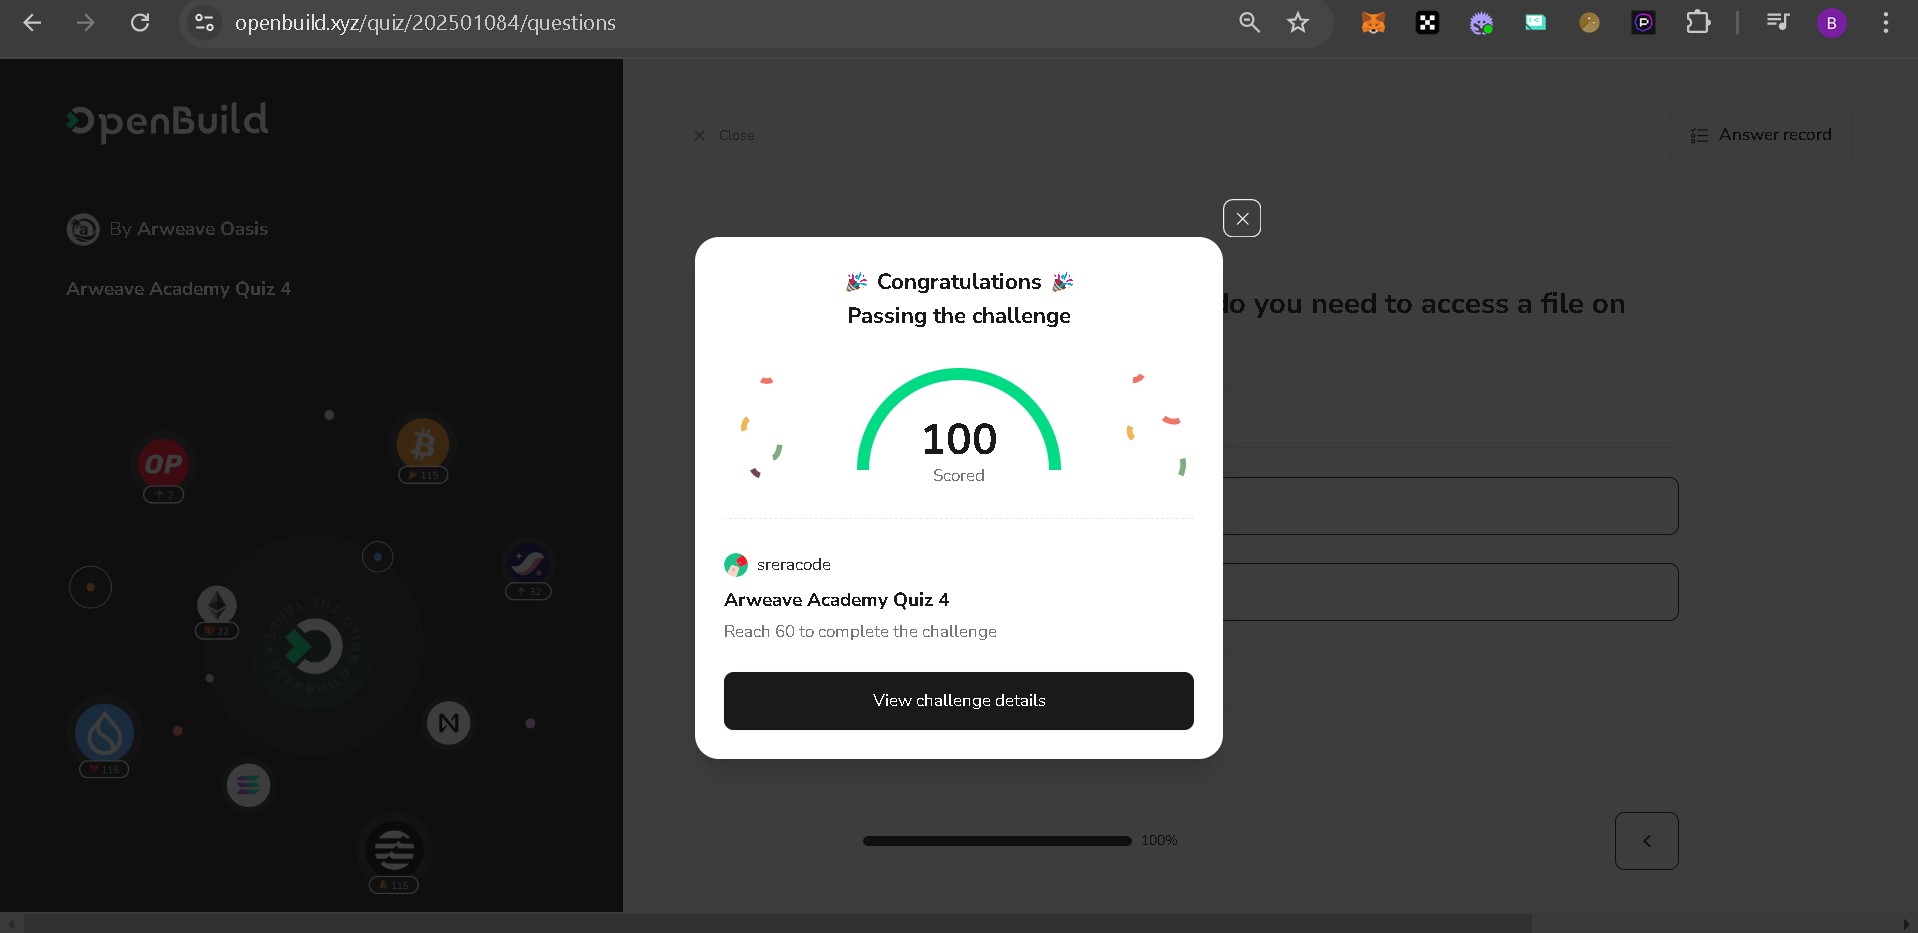 openbuild.xyz/quiz/202501084/questions
B
OpenBuild
Close
Answer record
By Arweave Oasis
Arweave Academy Quiz 4
do you need to access a file on
🎉 Congratulations 🎉
Passing the challenge
100
Scored
sreracode
Arweave Academy Quiz 4
Reach 60 to complete the challenge
View challenge details
OP
2
115
32
22
115
115
100%